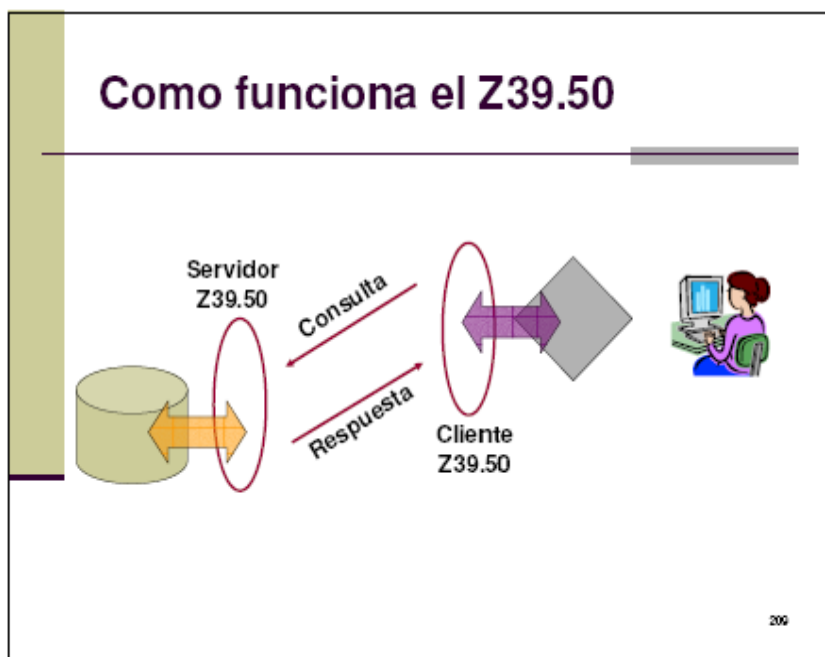 Como funciona el Z39.50
Servidor
Z39.50
Consulta
Respuesta
Cliente
Z39.50
209